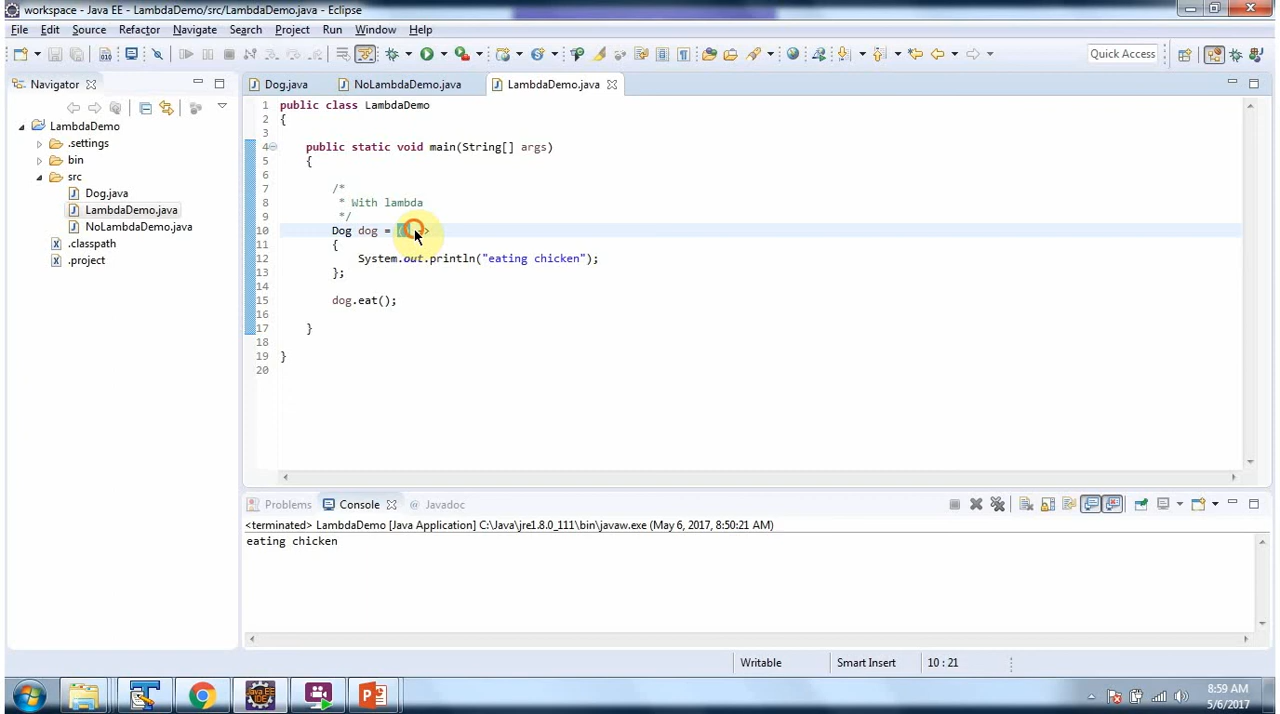 workspace - Java EE - LambdaDemo/src/LambdaDemo.java - Eclipse
File Edit Source Refactor Navigate Search Project Run Window Help
Quick Access
Navigator
Dog.java NoLambdaDemo.java LambdaDemo.java
LambdaDemo
.settings
bin
src
Dog.java
LambdaDemo.java
NoLambdaDemo.java
.classpath
.project
1 public class LambdaDemo
2 {
3
4 public static void main(String[] args)
5 {
6
7 /*
8 * With lambda
9 */
10 Dog dog = (
11 {
12 System.out.println("eating chicken");
13 };
14
15 dog.eat();
16
17 }
18
19 }
20
Problems Console Javadoc
<terminated> LambdaDemo [Java Application] C:\Java\jre1.8.0_111\bin\javaw.exe (May 6, 2017, 8:50:21 AM)
eating chicken
Writable Smart Insert 10 : 21
8:59 AM
5/6/2017